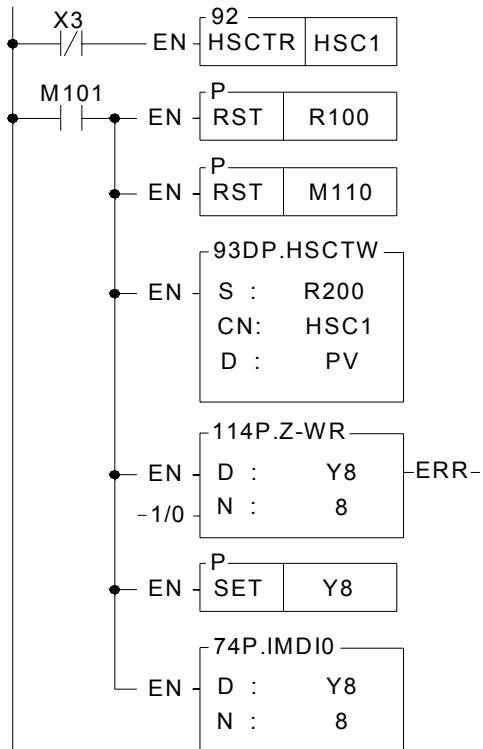 X3
92
EN HSCTR HSC1
M101
P
EN RST R100
P
EN RST M110
93DP.HSCTW
EN S : R200
CN: HSC1
D : PV
114P.Z-WR
EN D : Y8 ERR
1/0 N : 8
P
EN SET Y8
74P.IMDI0
EN D : Y8
N : 8